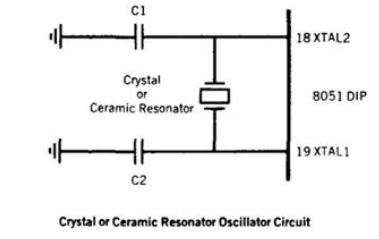 C1
18 XTAL2
Crystal
or
Ceramic Resonator
8051 DIP
19 XTAL1
C2
Crystal or Ceramic Resonator Oscillator Circuit